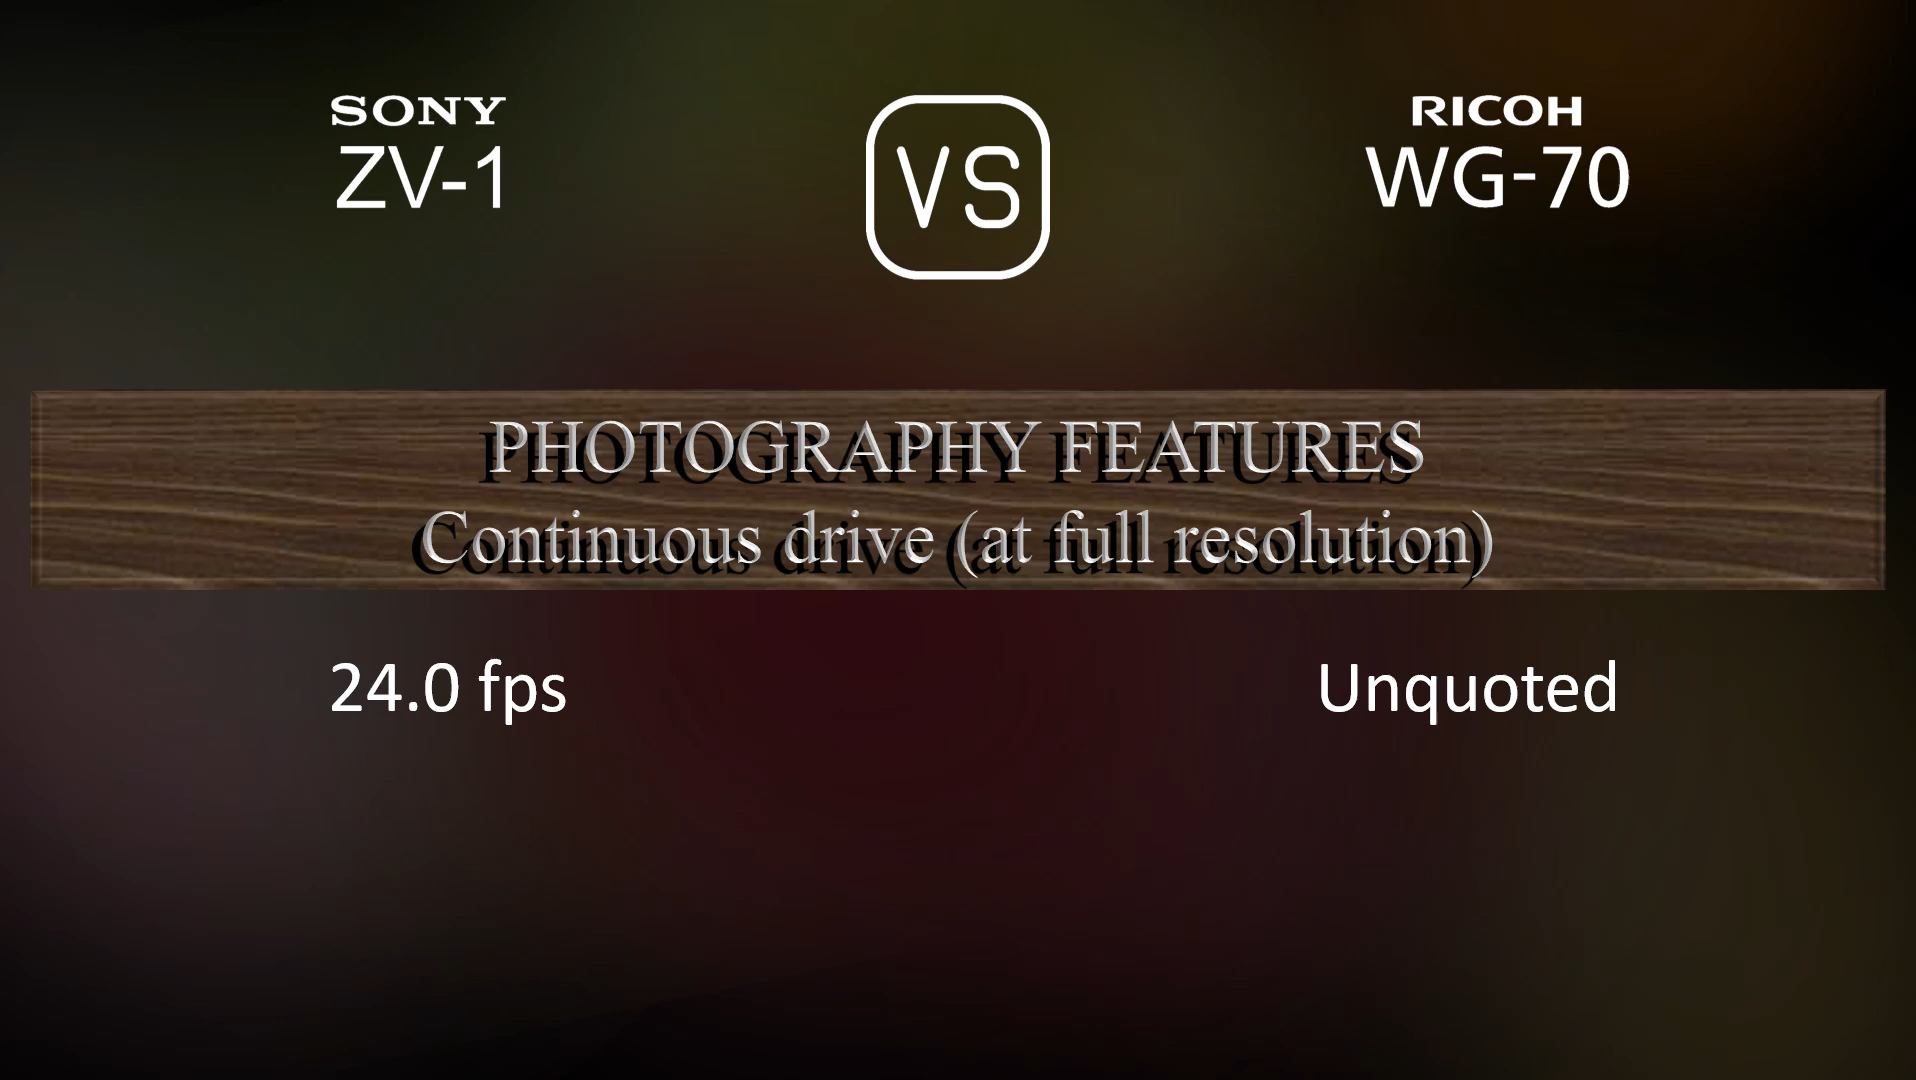 SONY
ZV-1
VS
RICOH
WG-70
PHOTOGRAPHY FEATURES
Continuous drive (at full resolution)
24.0 fps
Unquoted